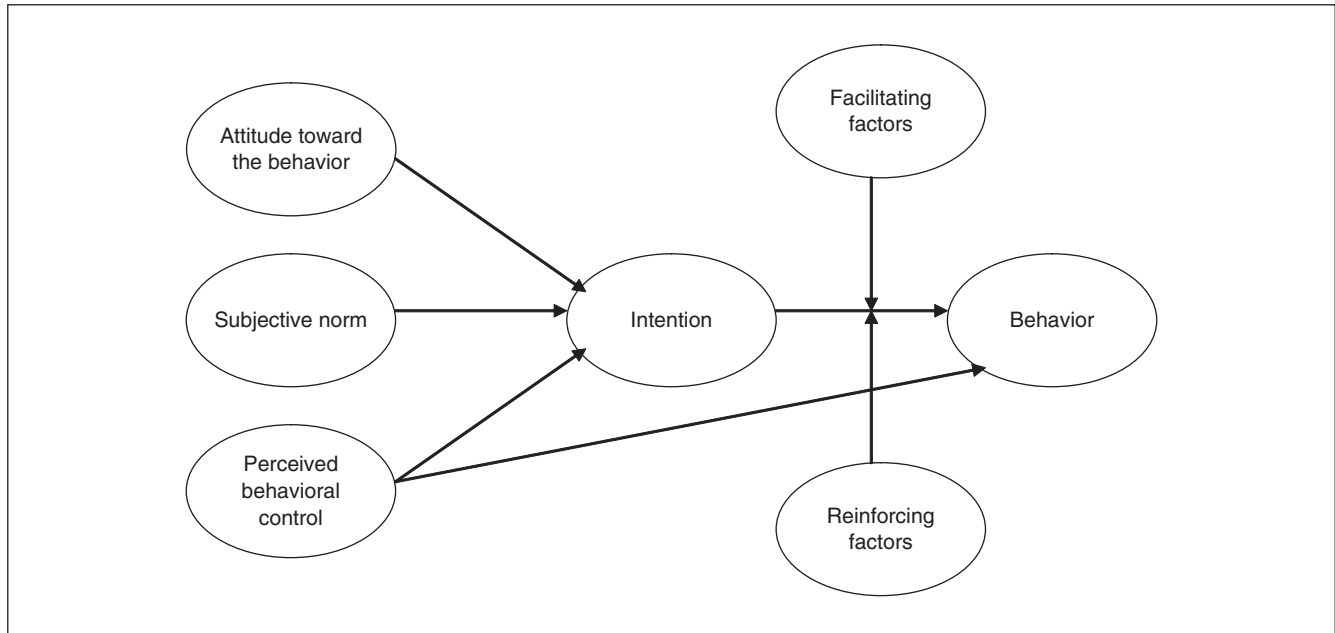 Attitude toward
the behavior
Subjective norm
Perceived
behavioral
control
Intention
Facilitating
factors
Reinforcing
factors
Behavior